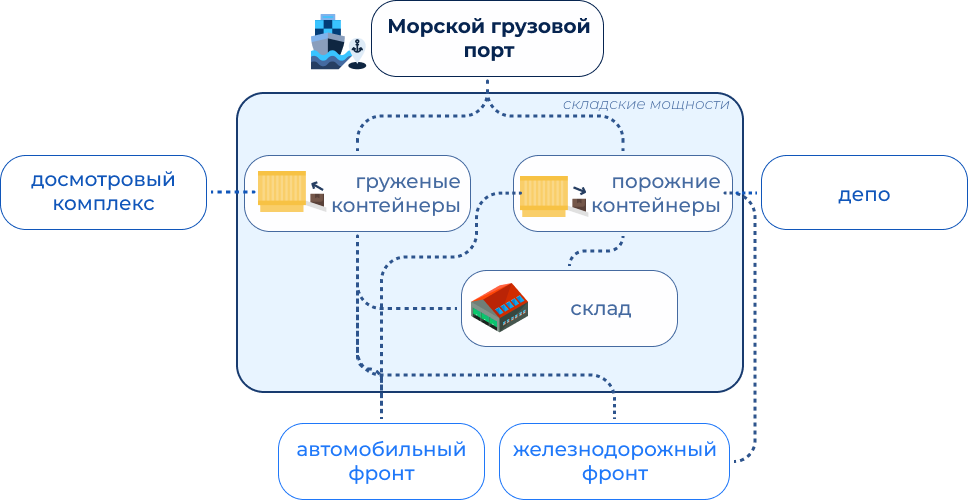 Морской грузовой
порт
складские мощности
досмотровый
комплекс
груженые
контейнеры
порожние
контейнеры
депо
склад
автомобильный
фронт
железнодорожный
фронт